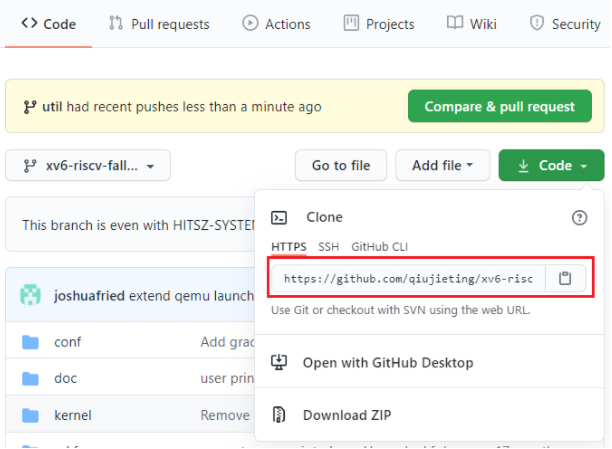 Code Pull requests Actions Projects Wiki Security
util had recent pushes less than a minute ago Compare & pull request
xv6-riscv-fall... Go to file Add file Code
Clone
This branch is even with HITSZ-SYSTE
HTTPS SSH GitHub CLI
https://github.com/qiujieting/xv6-risc
joshuafried extend qemu launch
Use Git or checkout with SVN using the web URL.
conf Add grad
Open with GitHub Desktop
doc user prin
kernel Remove
Download ZIP